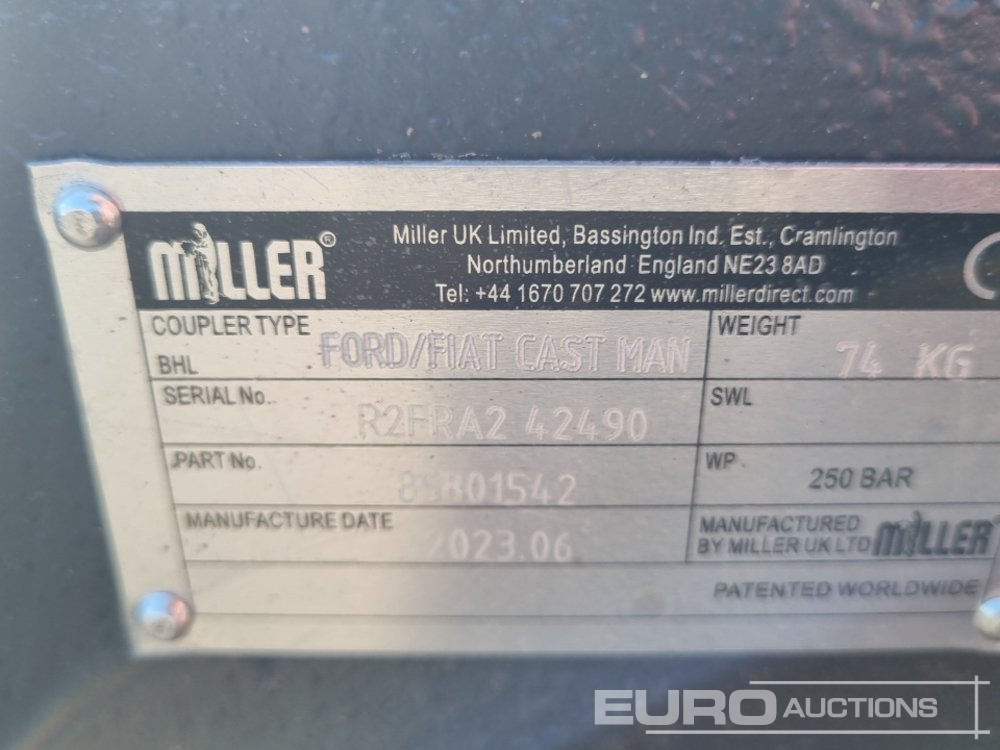 MILLER®
Miller UK Limited, Bassington Ind. Est., Cramlington
Northumberland England NE23 8AD
Tel: +44 1670 707 272 www.millerdirect.com
COUPLER TYPE
BHL
FORD/FIAT CAST MAN
WEIGHT
74 KG
SERIAL No.
R2FRA2 42490
SWL
PART No.
WP
250 BAR
MANUFACTURE DATE
2023.06
MANUFACTURED
BY MILLER UK LTD
MILLER
PATENTED WORLDWIDE
EURO AUCTIONS